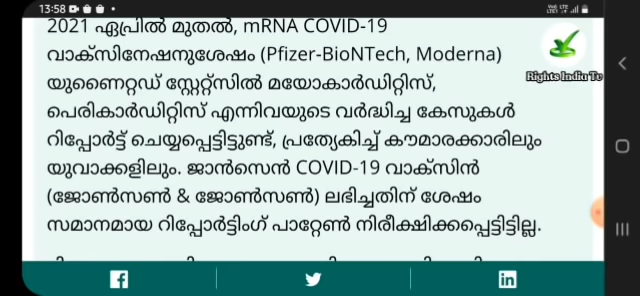 13:58
2021 ഏപ്രിൽ മുതൽ, mRNA COVID-19
വാക്സിനേഷനുശേഷം (Pfizer-BioNTech, Moderna)
യുണൈറ്റഡ് സ്റ്റേറ്റ്സിൽ മയോകാർഡിറ്റിസ്,
പെരികാർഡിറ്റിസ് എന്നിവയുടെ വർദ്ധിച്ച കേസുകൾ
റിപ്പോർട്ട് ചെയ്യപ്പെട്ടിട്ടുണ്ട്, പ്രത്യേകിച്ച് കൗമാരക്കാരിലും
യുവാക്കളിലും. ജാൻസെൻ COVID-19 വാക്സിൻ
(ജോൺസൺ & ജോൺസൺ) ലഭിച്ചതിന് ശേഷം
സമാനമായ റിപ്പോർട്ടിംഗ് പാറ്റേൺ നിരീക്ഷിക്കപ്പെട്ടിട്ടില്ല.
Rights India Tv